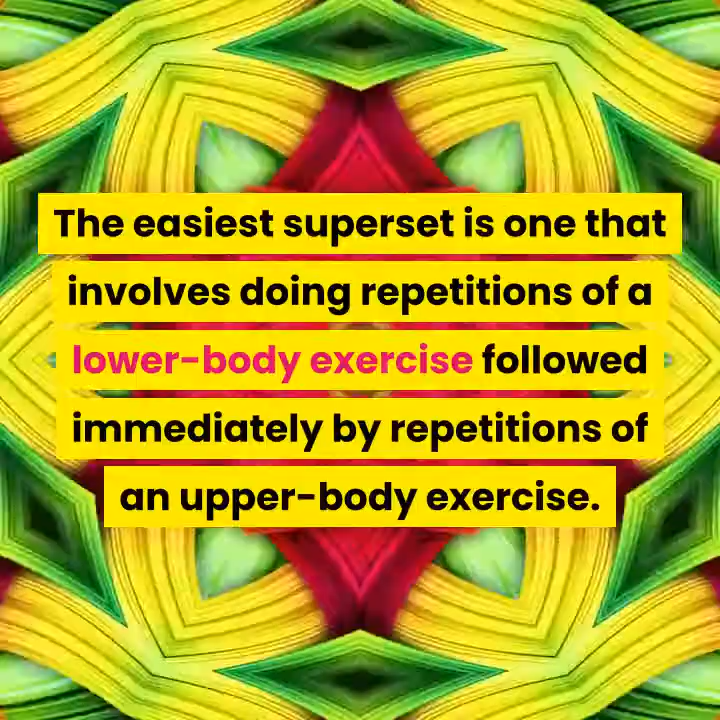 The easiest superset is one that
involves doing repetitions of a
lower-body exercise followed
immediately by repetitions of
an upper-body exercise.